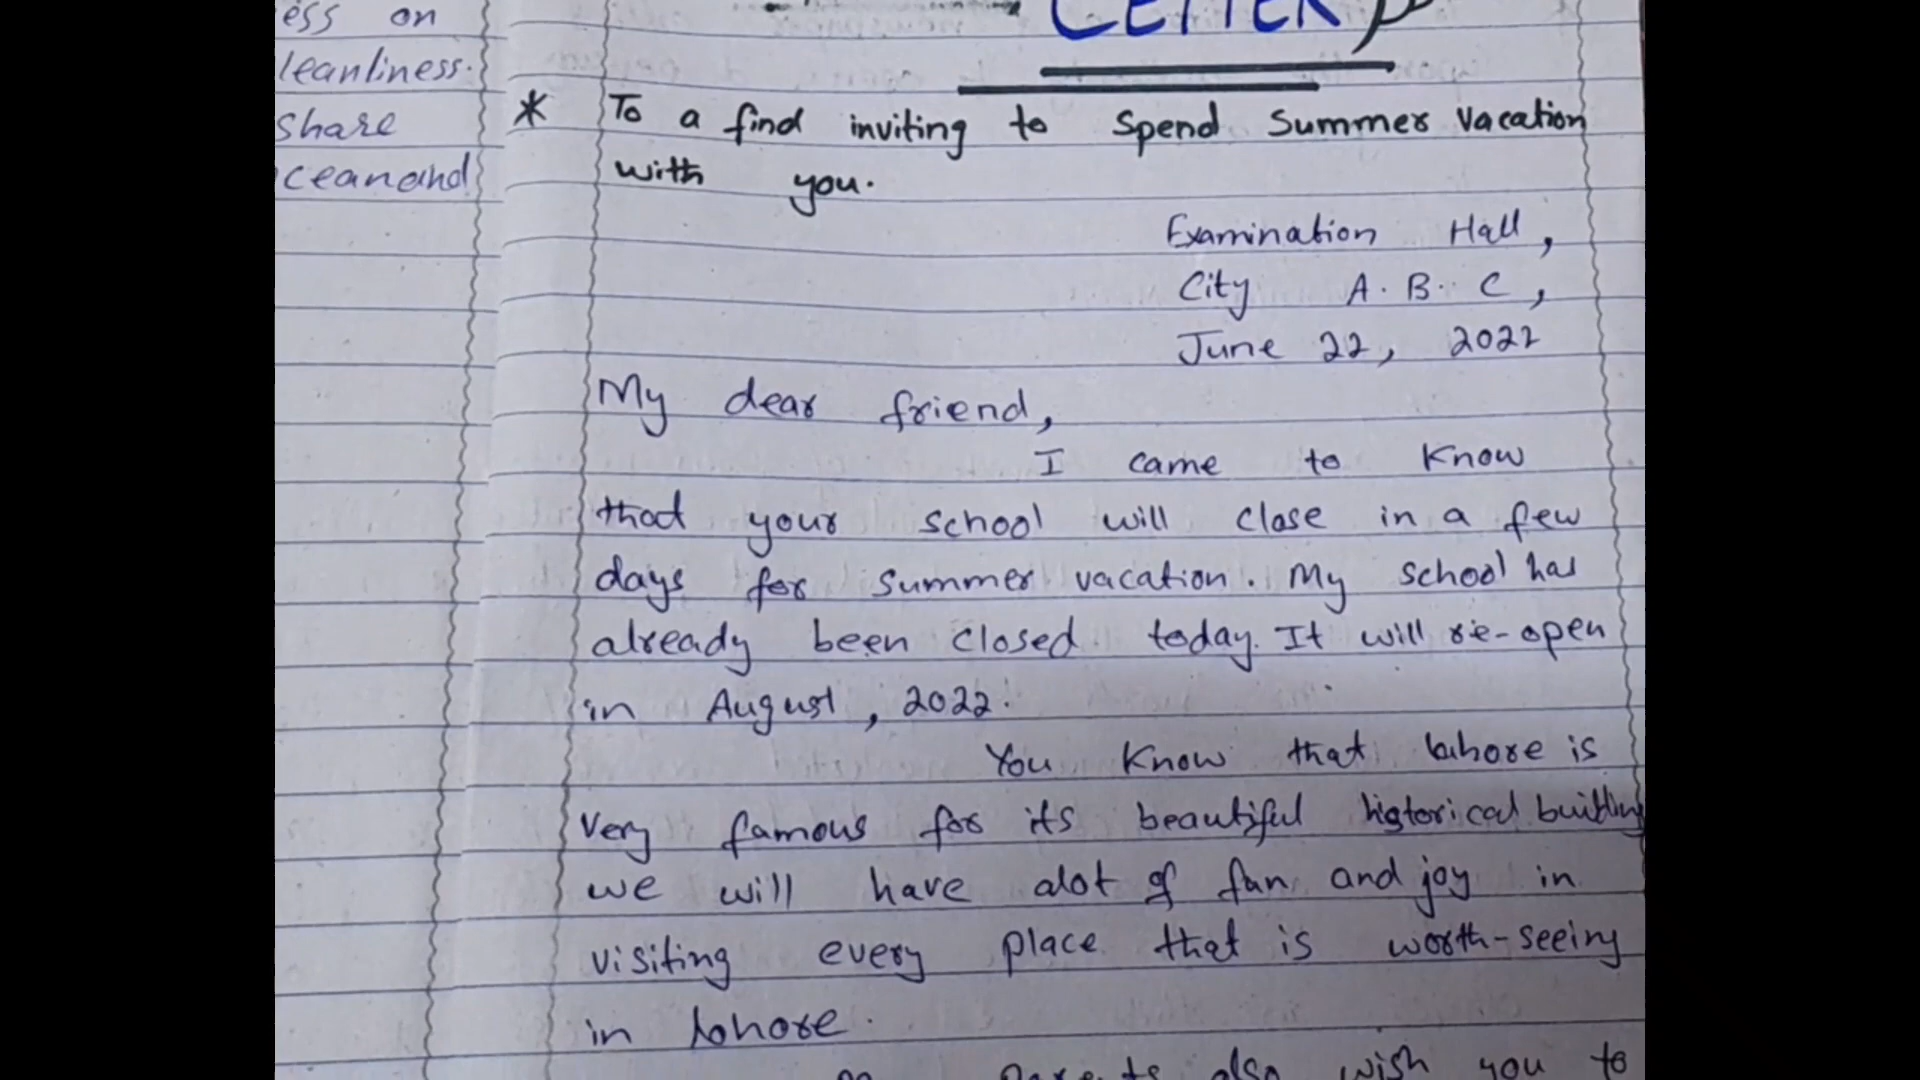 ess on
leanliness.
Share
ceanand
LETTER
* To a find inviting to Spend Summer Vacation
with you.
Examination Hall,
City A. B. C,
June 22, 2022
My dear friend,
I came to Know
that your school will close in a few
days for summer vacation. My school has
already been closed today. It will re-open
in August, 2022.
You Know that Lahore is
Very famous for its beautiful historical building
we will have alot of fun and joy in
visiting every place that is worth-seeing
in Lahore.
Parents also wish you to